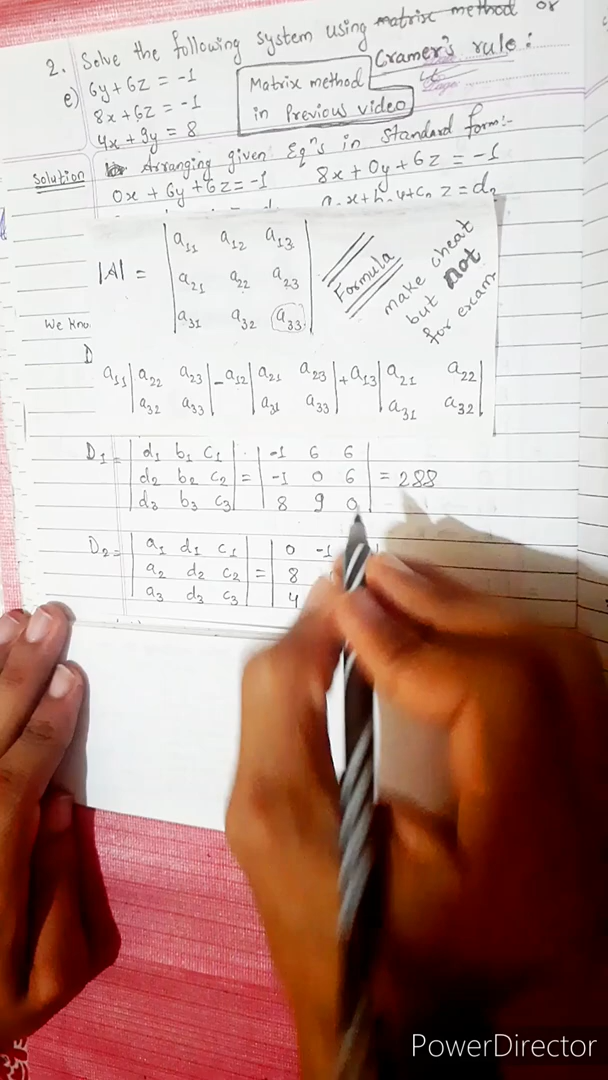 2. Solve the following system using matrix method or
Cramer's rule:
e) 6y+6z = -1
8x + 6z = -1
4x + 9y = 8
Matrix method
in Previous video
Arranging given Eqns in standard form:-
Solution
0x + 6y + 6z = -1 8x + 0y + 6z = -1
|A| = | a11 a12 a13 |
| a21 a22 a23 |
| a31 a32 a33 |
Formula
make cheat
but not
for exam
We kno
D
a11 | a22 a23 | - a12 | a21 a23 | + a13 | a21 a22 |
| a32 a33 | | a31 a33 | | a31 a32 |
D1 = | d1 b1 c1 | | -1 6 6 |
| d2 b2 c2 | = | -1 0 6 | = 288
| d3 b3 c3 | | 8 9 0 |
D2 = | a1 d1 c1 | | 0 -1
| a2 d2 c2 | = | 8
| a3 d3 c3 | | 4
PowerDirector